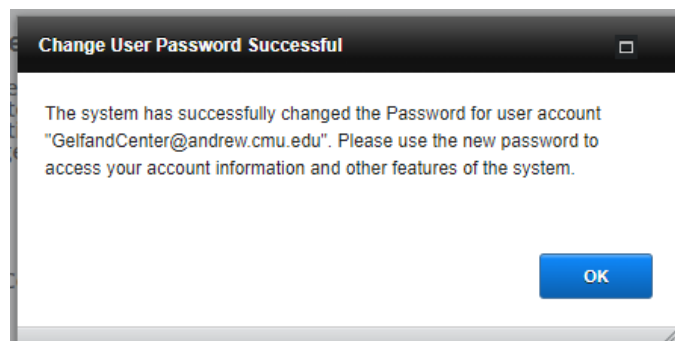 Change User Password Successful
The system has successfully changed the Password for user account
"GelfandCenter@andrew.cmu.edu". Please use the new password to
access your account information and other features of the system.
OK